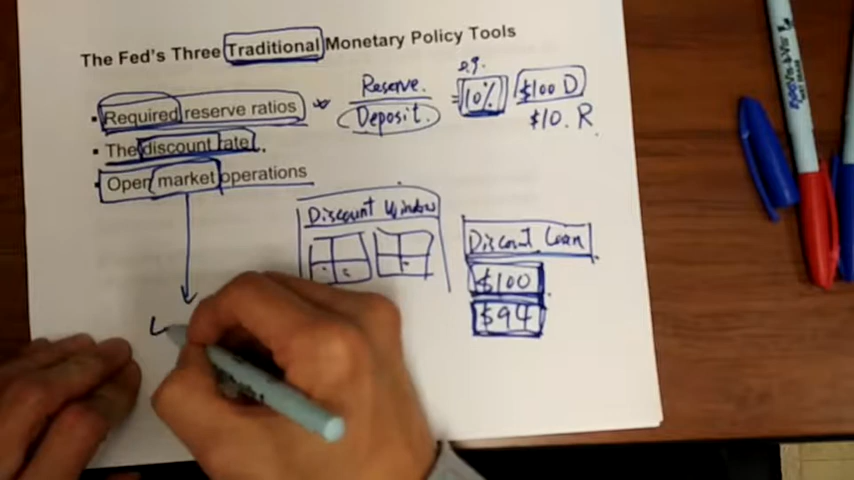 The Fed's Three Traditional Monetary Policy Tools
e.g.
• Required reserve ratios Reserve. = 10% $100 D
Deposit. $10. R
• The discount rate.
• Open market operations
Discount Window
Discount Loan
$100
$94